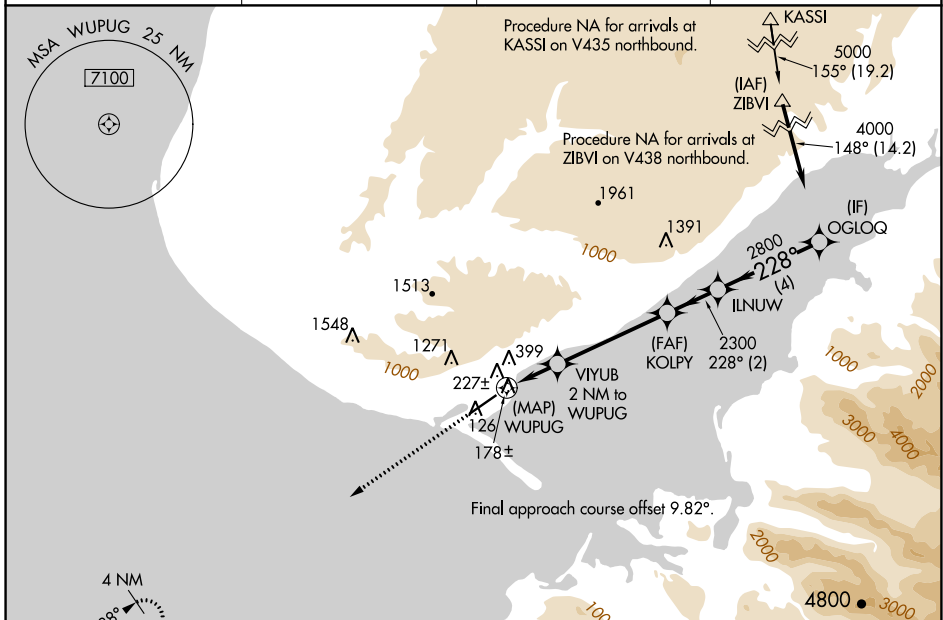 MSA WUPUG 25 NM
7100
Procedure NA for arrivals at
KASSI on V435 northbound.
KASSI
5000
155° (19.2)
(IAF)
ZIBVI
Procedure NA for arrivals at
ZIBVI on V438 northbound.
4000
148° (14.2)
1961
1391
1000
(IF)
OGLOQ
2800
228°
(4)
ILNUW
1513
1548
1271
1000
399
227±
(FAF)
KOLPY
2300
228° (2)
VIYUB
2 NM to
WUPUG
(MAP)
WUPUG
126
178±
1000
2000
3000
4000
Final approach course offset 9.82°.
2000
4 NM
4800
3000